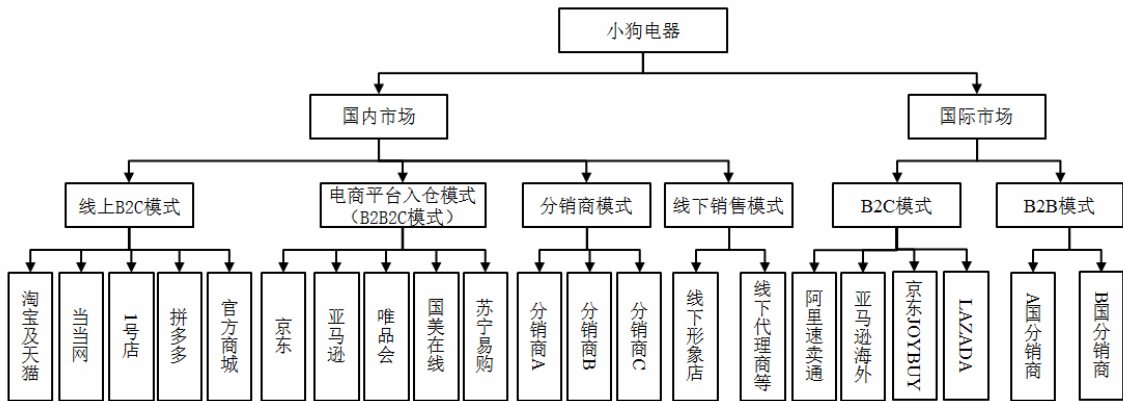 小狗电器
国内市场
国际市场
线上B2C模式
电商平台入仓模式
（B2B2C模式）
分销商模式
线下销售模式
B2C模式
B2B模式
淘宝及天猫
当当网
1号店
拼多多
官方商城
京东
亚马逊
唯品会
国美在线
苏宁易购
分销商A
分销商B
分销商C
线下形象店
线下代理商等
阿里速卖通
亚马逊海外
京东JOYBUY
LAZADA
A国分销商
B国分销商